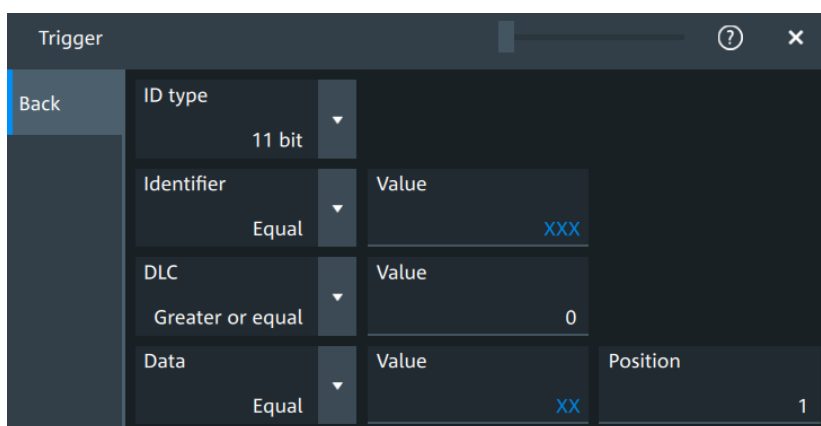 Trigger
?
×
Back
ID type
11 bit
Identifier
Equal
Value
XXX
DLC
Greater or equal
Value
0
Data
Equal
Value
XX
Position
1